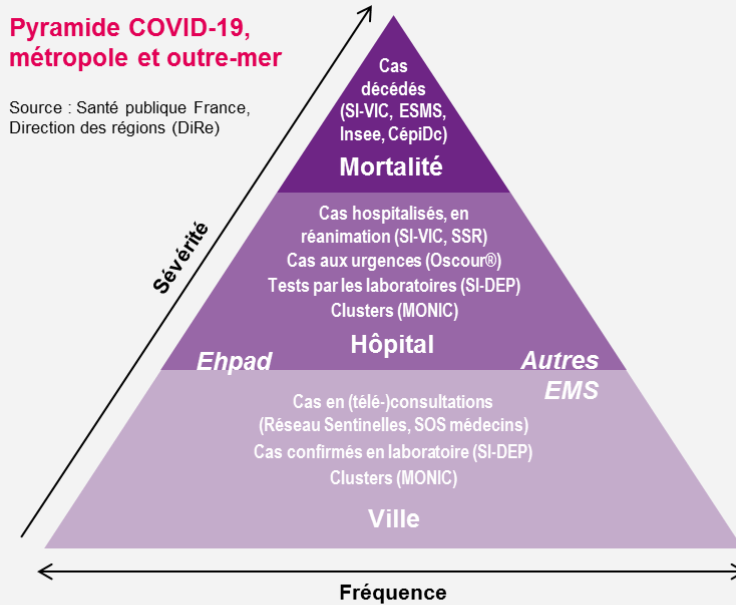 Pyramide COVID-19,
métropole et outre-mer
Source : Santé publique France,
Direction des régions (DiRe)
Sévérité
Cas
décédés
(SI-VIC, ESMS,
Insee, CépiDc)
Mortalité
Cas hospitalisés, en
réanimation (SI-VIC, SSR)
Cas aux urgences (Oscour®)
Tests par les laboratoires (SI-DEP)
Clusters (MONIC)
Hôpital
Ehpad
Autres
EMS
Cas en (télé-)consultations
(Réseau Sentinelles, SOS médecins)
Cas confirmés en laboratoire (SI-DEP)
Clusters (MONIC)
Ville
Fréquence